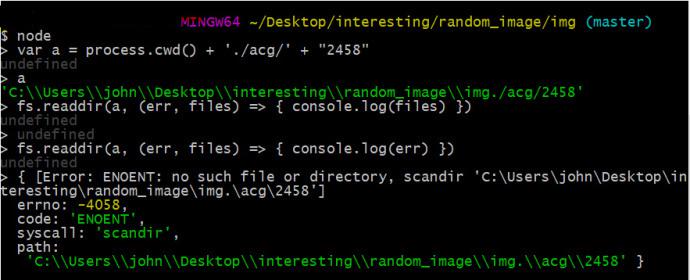 MINGW64 ~/Desktop/interesting/random_image/img (master)
$ node
> var a = process.cwd() + './acg/' + "2458"
undefined
> a
'C:\\Users\\john\\Desktop\\interesting\\random_image\\img./acg/2458'
> fs.readdir(a, (err, files) => { console.log(files) })
undefined
> undefined
> fs.readdir(a, (err, files) => { console.log(err) })
undefined
> { [Error: ENOENT: no such file or directory, scandir 'C:\Users\john\Desktop\in
teresting\random_image\img.\acg\2458']
errno: -4058,
code: 'ENOENT',
syscall: 'scandir',
path:
'C:\\Users\\john\\Desktop\\interesting\\random_image\\img.\\acg\\2458' }